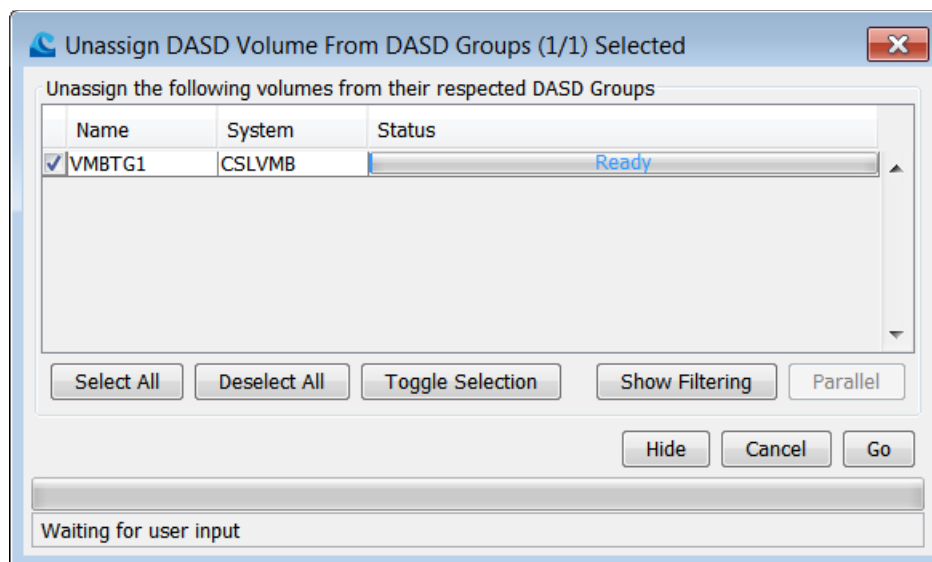 Unassign DASD Volume From DASD Groups (1/1) Selected
Unassign the following volumes from their respected DASD Groups
Name System Status
VMBTG1 CSLVMB Ready
Select All Deselect All Toggle Selection Show Filtering Parallel
Hide Cancel Go
Waiting for user input